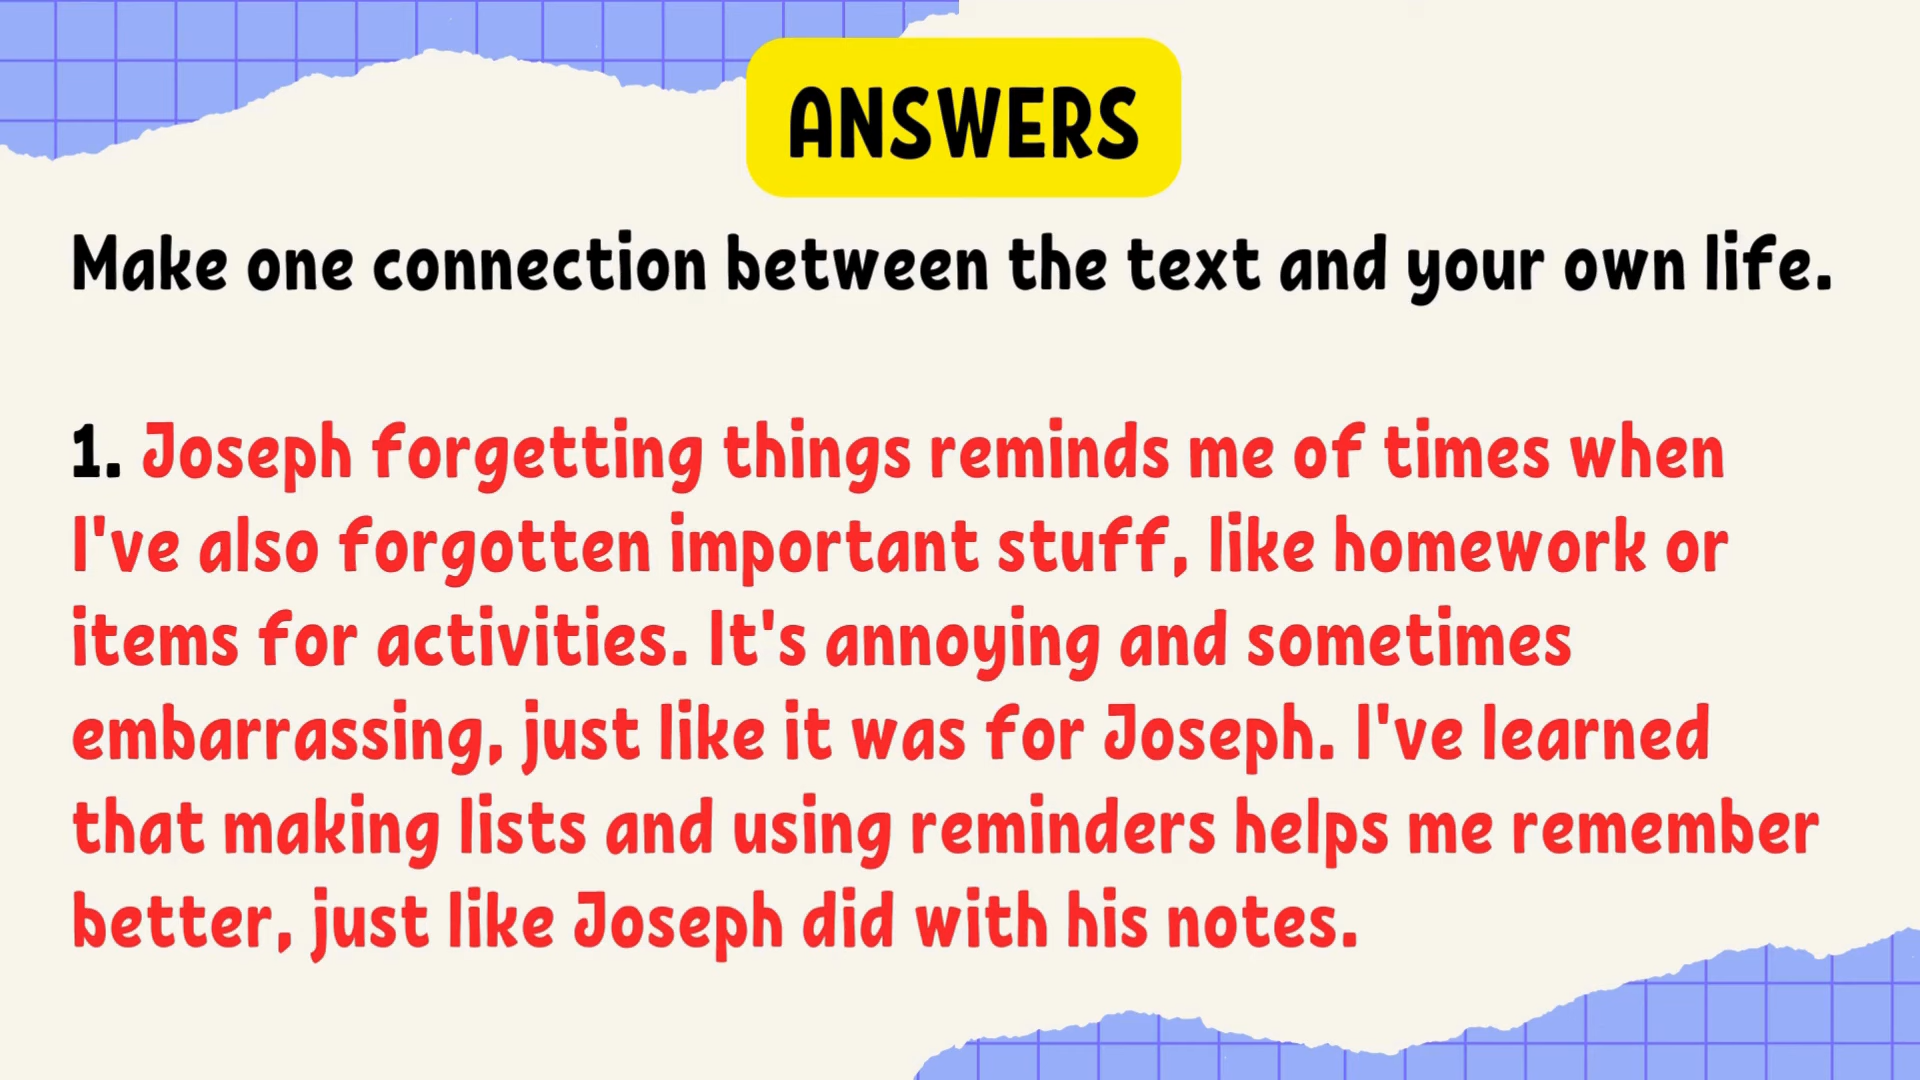 ANSWERS
Make one connection between the text and your own life.
1. Joseph forgetting things reminds me of times when
I've also forgotten important stuff, like homework or
items for activities. It's annoying and sometimes
embarrassing, just like it was for Joseph. I've learned
that making lists and using reminders helps me remember
better, just like Joseph did with his notes.